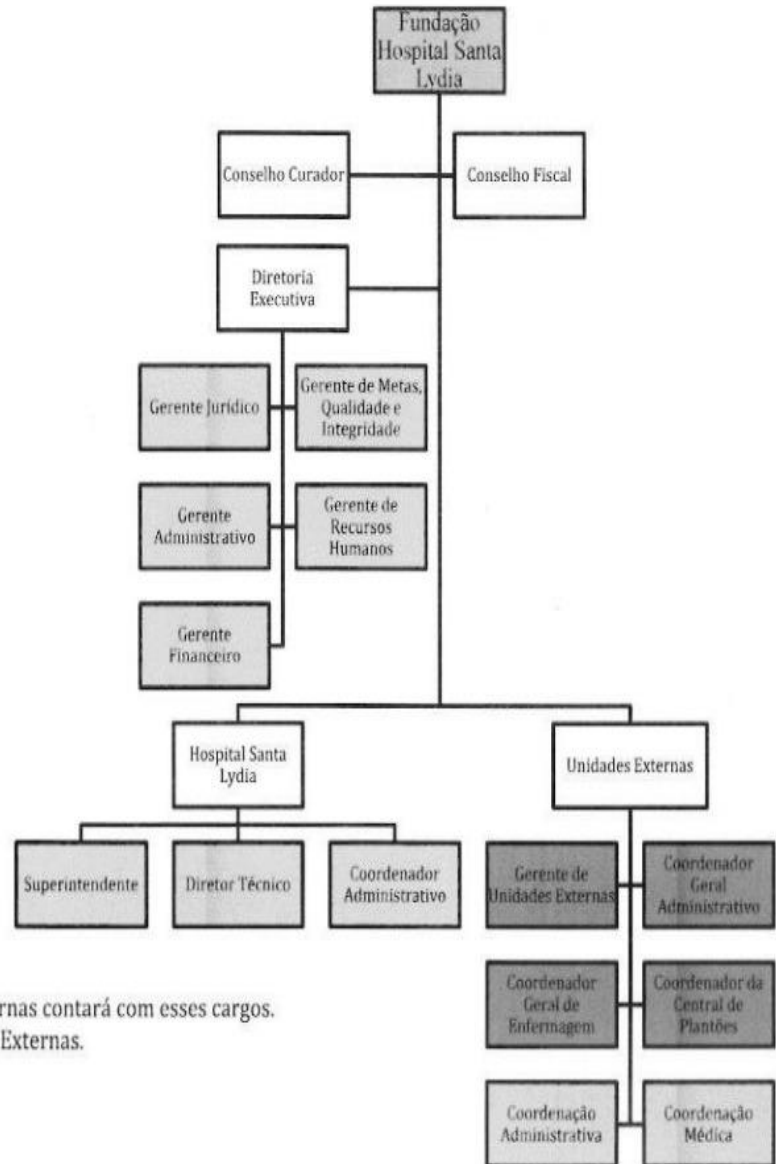 Fundação
Hospital Santa
Lydia
Conselho Curador
Conselho Fiscal
Diretoria
Executiva
Gerente Jurídico
Gerente de Metas,
Qualidade e
Integridade
Gerente
Administrativo
Gerente de
Recursos
Humanos
Gerente
Financeiro
Hospital Santa
Lydia
Unidades Externas
Superintendente
Diretor Técnico
Coordenador
Administrativo
Gerente de
Unidades Externas
Coordenador
Geral
Administrativo
Coordenador
Geral de
Enfermagem
Coordenador da
Central de
Plantões
Coordenação
Administrativa
Coordenação
Médica
contará com esses cargos.
Externas.